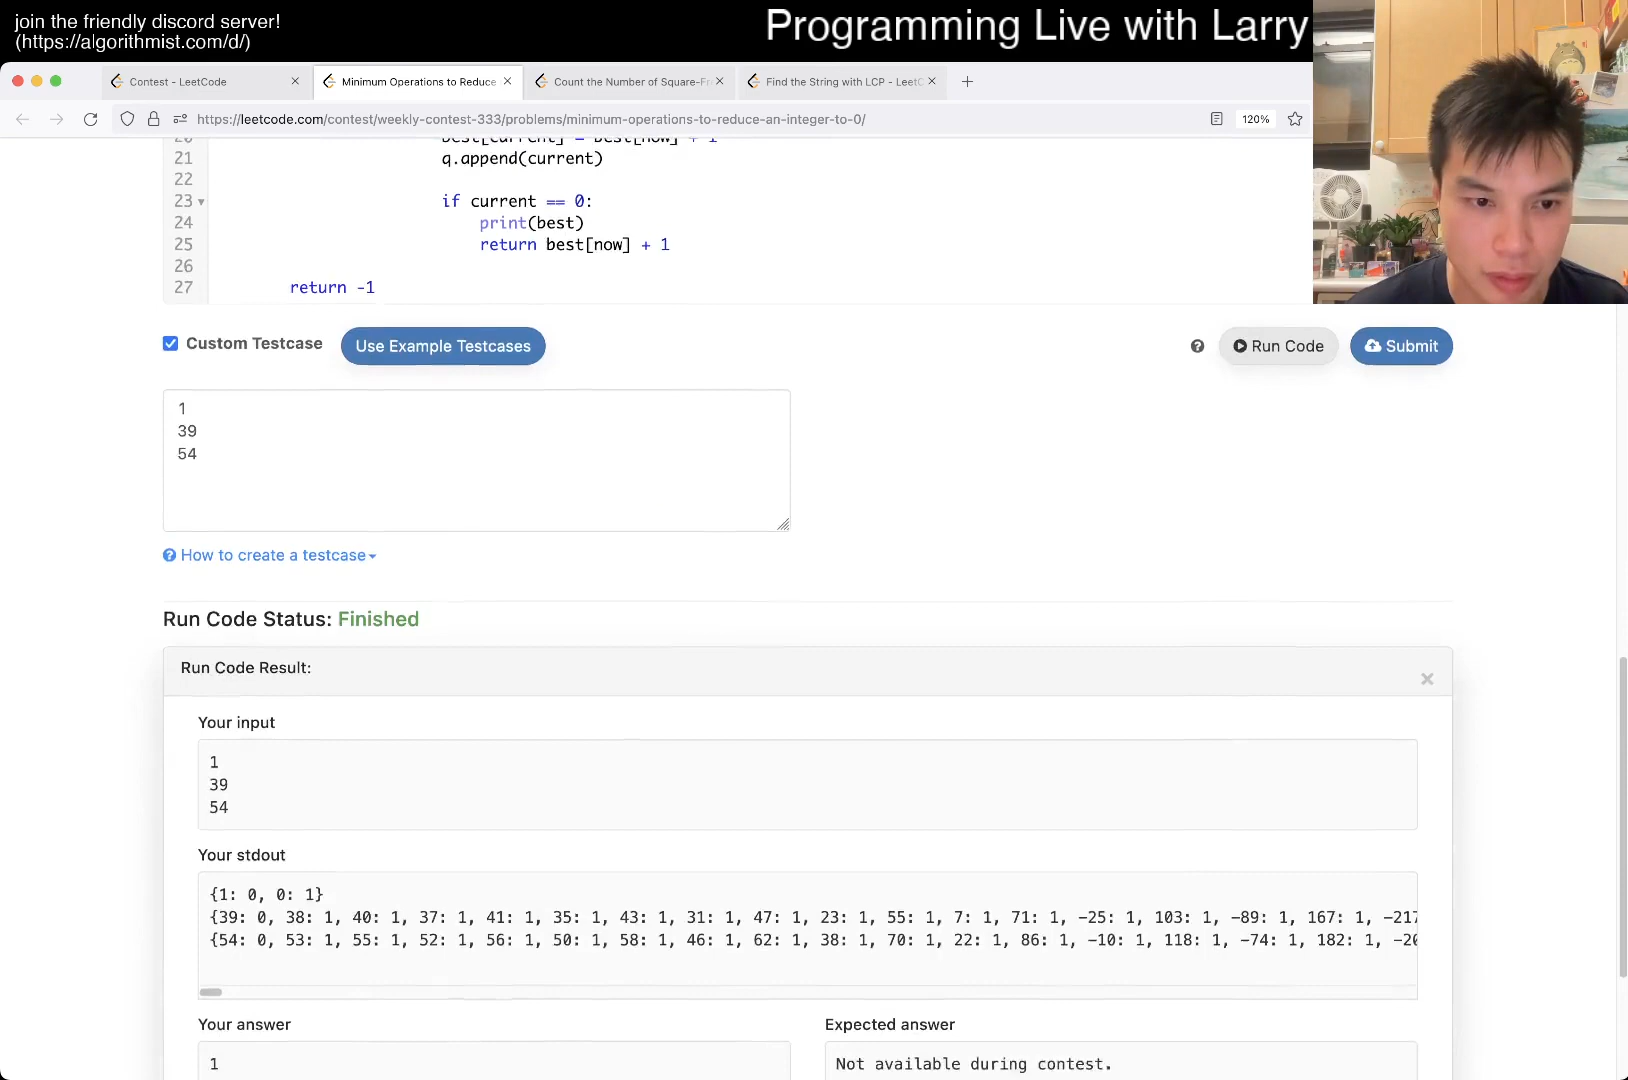 join the friendly discord server!
(https://algorithmist.com/d/)
Programming Live with Larry
Contest - LeetCode
Minimum Operations to Reduce
Count the Number of Square-Fr
Find the String with LCP - LeetC
https://leetcode.com/contest/weekly-contest-333/problems/minimum-operations-to-reduce-an-integer-to-0/
120%
20 best[current] = best[now] + 1
21 q.append(current)
22
23 if current == 0:
24 print(best)
25 return best[now] + 1
26
27 return -1
Custom Testcase
Use Example Testcases
Run Code
Submit
1
39
54
How to create a testcase
Run Code Status: Finished
Run Code Result:
Your input
1
39
54
Your stdout
{1: 0, 0: 1}
{39: 0, 38: 1, 40: 1, 37: 1, 41: 1, 35: 1, 43: 1, 31: 1, 47: 1, 23: 1, 55: 1, 7: 1, 71: 1, -25: 1, 103: 1, -89: 1, 167: 1, -217
{54: 0, 53: 1, 55: 1, 52: 1, 56: 1, 50: 1, 58: 1, 46: 1, 62: 1, 38: 1, 70: 1, 22: 1, 86: 1, -10: 1, 118: 1, -74: 1, 182: 1, -20
Your answer
Expected answer
1
Not available during contest.